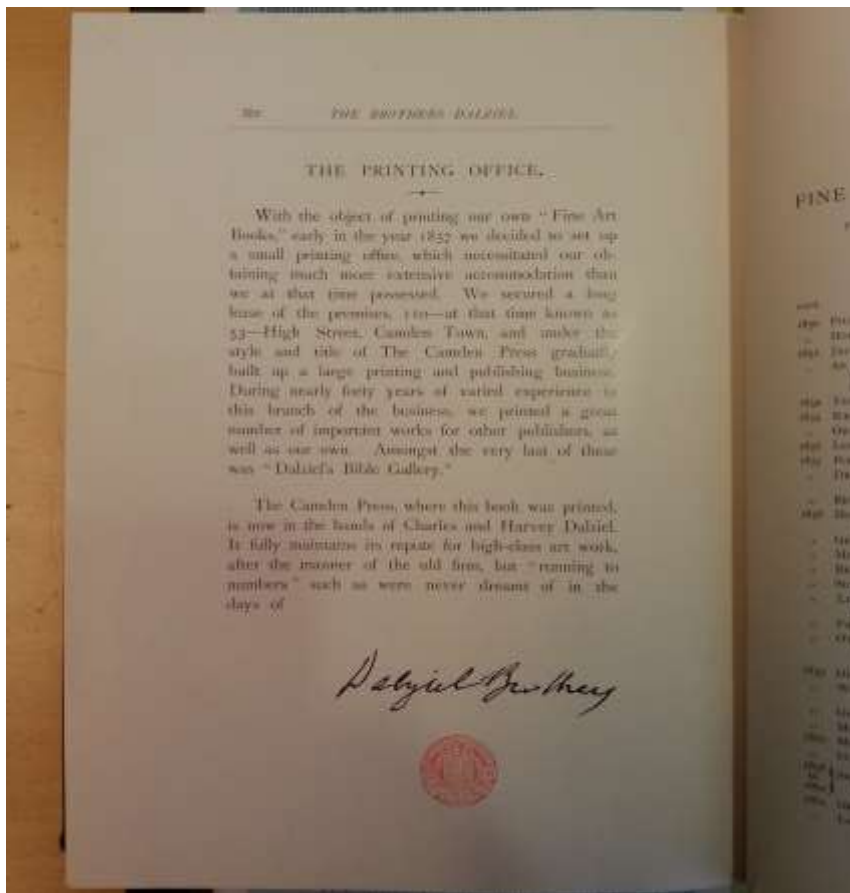 THE BROTHERS DALZIEL.
THE PRINTING OFFICE.
With the object of printing our own "Fine Art
Books," early in the year 1857 we decided to set up
a small printing office, which necessitated our ob-
taining much more extensive accommodation than
we at that time possessed. We secured a long
lease of the premises, 110—at that time known as
53—High Street, Camden Town, and under the
style and title of The Camden Press gradually
built up a large printing and publishing business.
During nearly forty years of varied experience in
this branch of the business, we printed a great
number of important works for other publishers, as
well as our own. Amongst the very last of these
was "Dalziel's Bible Gallery."
The Camden Press, where this book was printed,
is now in the hands of Charles and Harvey Dalziel.
It fully maintains its repute for high-class art work,
after the manner of the old firm, but "running to
numbers" such as were never dreamt of in the
days of
Dalziel Brothers
FINE